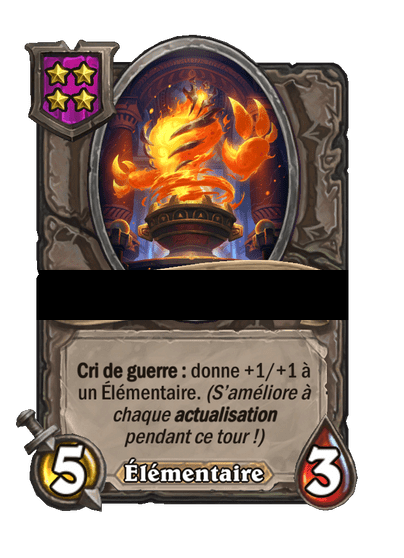 Cri de guerre : donne +1/+1 à
un Élémentaire. (S'améliore à
chaque actualisation
pendant ce tour !)
5
Élémentaire
3